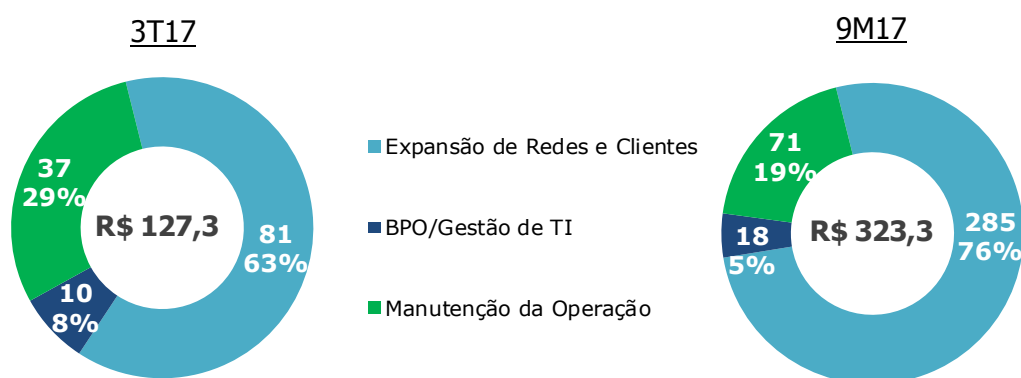 3T17
37
29%
R$ 127,3
81
63%
10
8%
Expansão de Redes e Clientes
BPO/Gestão de TI
Manutenção da Operação
9M17
71
19%
18
5%
R$ 323,3
285
76%